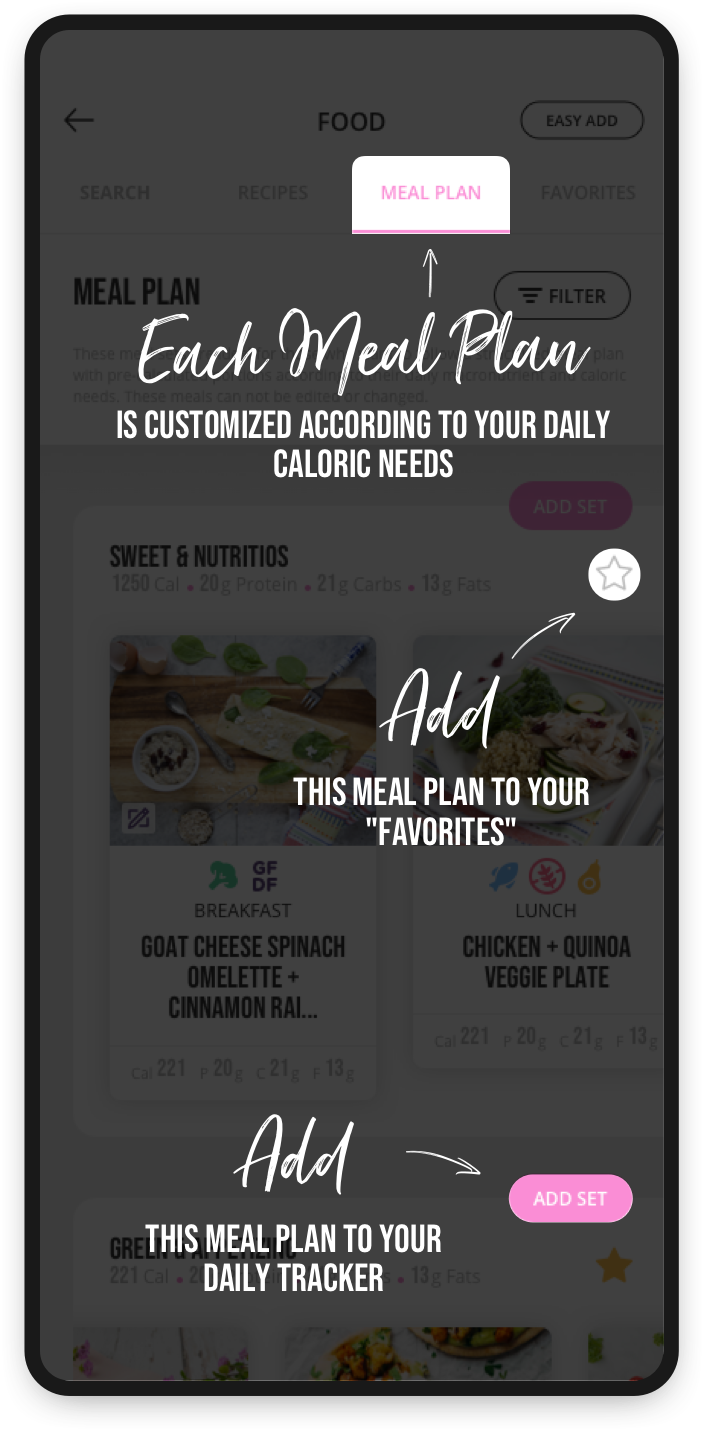 FOOD
EASY ADD
SEARCH
RECIPES
MEAL PLAN
FAVORITES
MEAL PLAN
FILTER
Each Meal Plan
These plan
with pre- portions according to their daily macronutrient and caloric
needs. These meals can not be edited or changed.
IS CUSTOMIZED ACCORDING TO YOUR DAILY
CALORIC NEEDS
ADD SET
SWEET & NUTRITIOS
1250 Cal • 20g Protein • 21g Carbs • 13g Fats
Add
THIS MEAL PLAN TO YOUR
"FAVORITES"
GF
DF
BREAKFAST
GOAT CHEESE SPINACH
OMELETTE +
CINNAMON RAI...
Cal 221 P 20g C 21g F 13g
LUNCH
CHICKEN + QUINOA
VEGGIE PLATE
Cal 221 P 20g C 21g F 13g
Add
ADD SET
THIS MEAL PLAN TO YOUR
DAILY TRACKER
GREEN & APPETIZING
221 Cal • 13g Fats